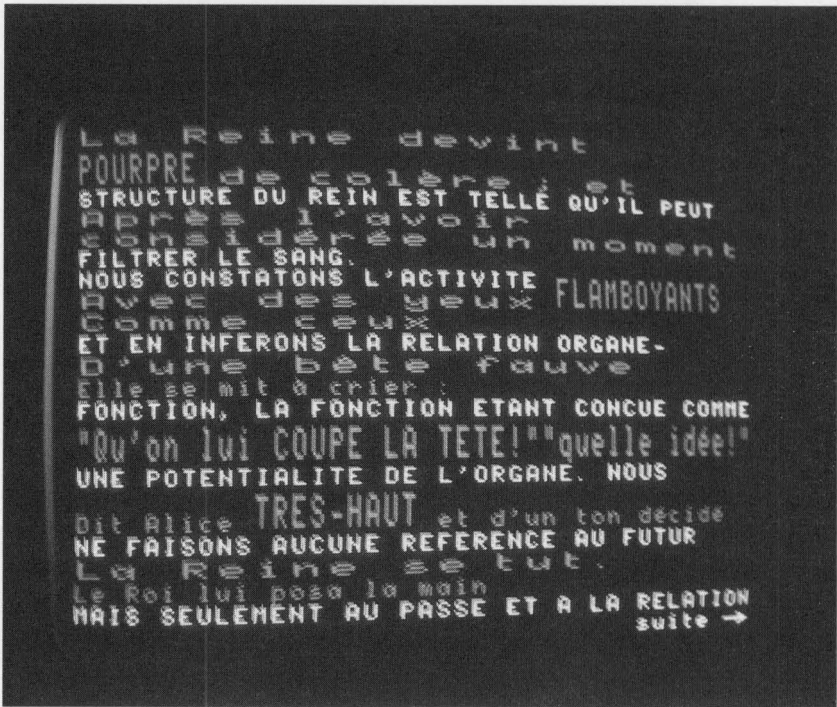 La Reine devint
POURPRE de colère; et
STRUCTURE DU REIN EST TELLE QU'IL PEUT
Après l'avoir
considérée un moment
FILTRER LE SANG.
NOUS CONSTATONS L'ACTIVITE
Avec des yeux FLAMBOYANTS
Comme ceux
ET EN INFERONS LA RELATION ORGANE-
D'une bête fauve
Elle se mit à crier :
FONCTION, LA FONCTION ETANT CONCUE COMME
"Qu'on lui COUPE LA TETE!""quelle idée!"
UNE POTENTIALITE DE L'ORGANE. NOUS
Dit Alice TRES-HAUT et d'un ton décidé
NE FAISONS AUCUNE REFERENCE AU FUTUR
La Reine se tut.
Le Roi lui posa la main
MAIS SEULEMENT AU PASSE ET A LA RELATION
suite →